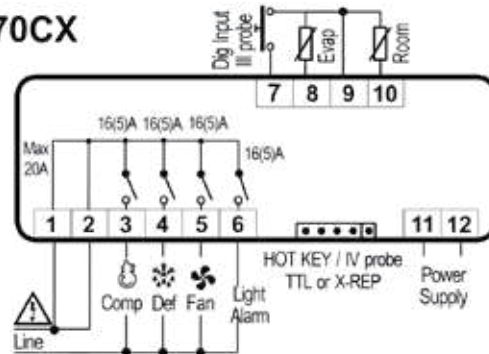 70CX
Dig Input
III probe
Evap
Room
7 8 9 10
16(5)A 16(5)A 16(5)A
Max
20A
16(5)A
1 2 3 4 5 6
11 12
HOT KEY / IV probe
TTL or X-REP
Power
Supply
Comp Def Fan
Light
Alarm
Line